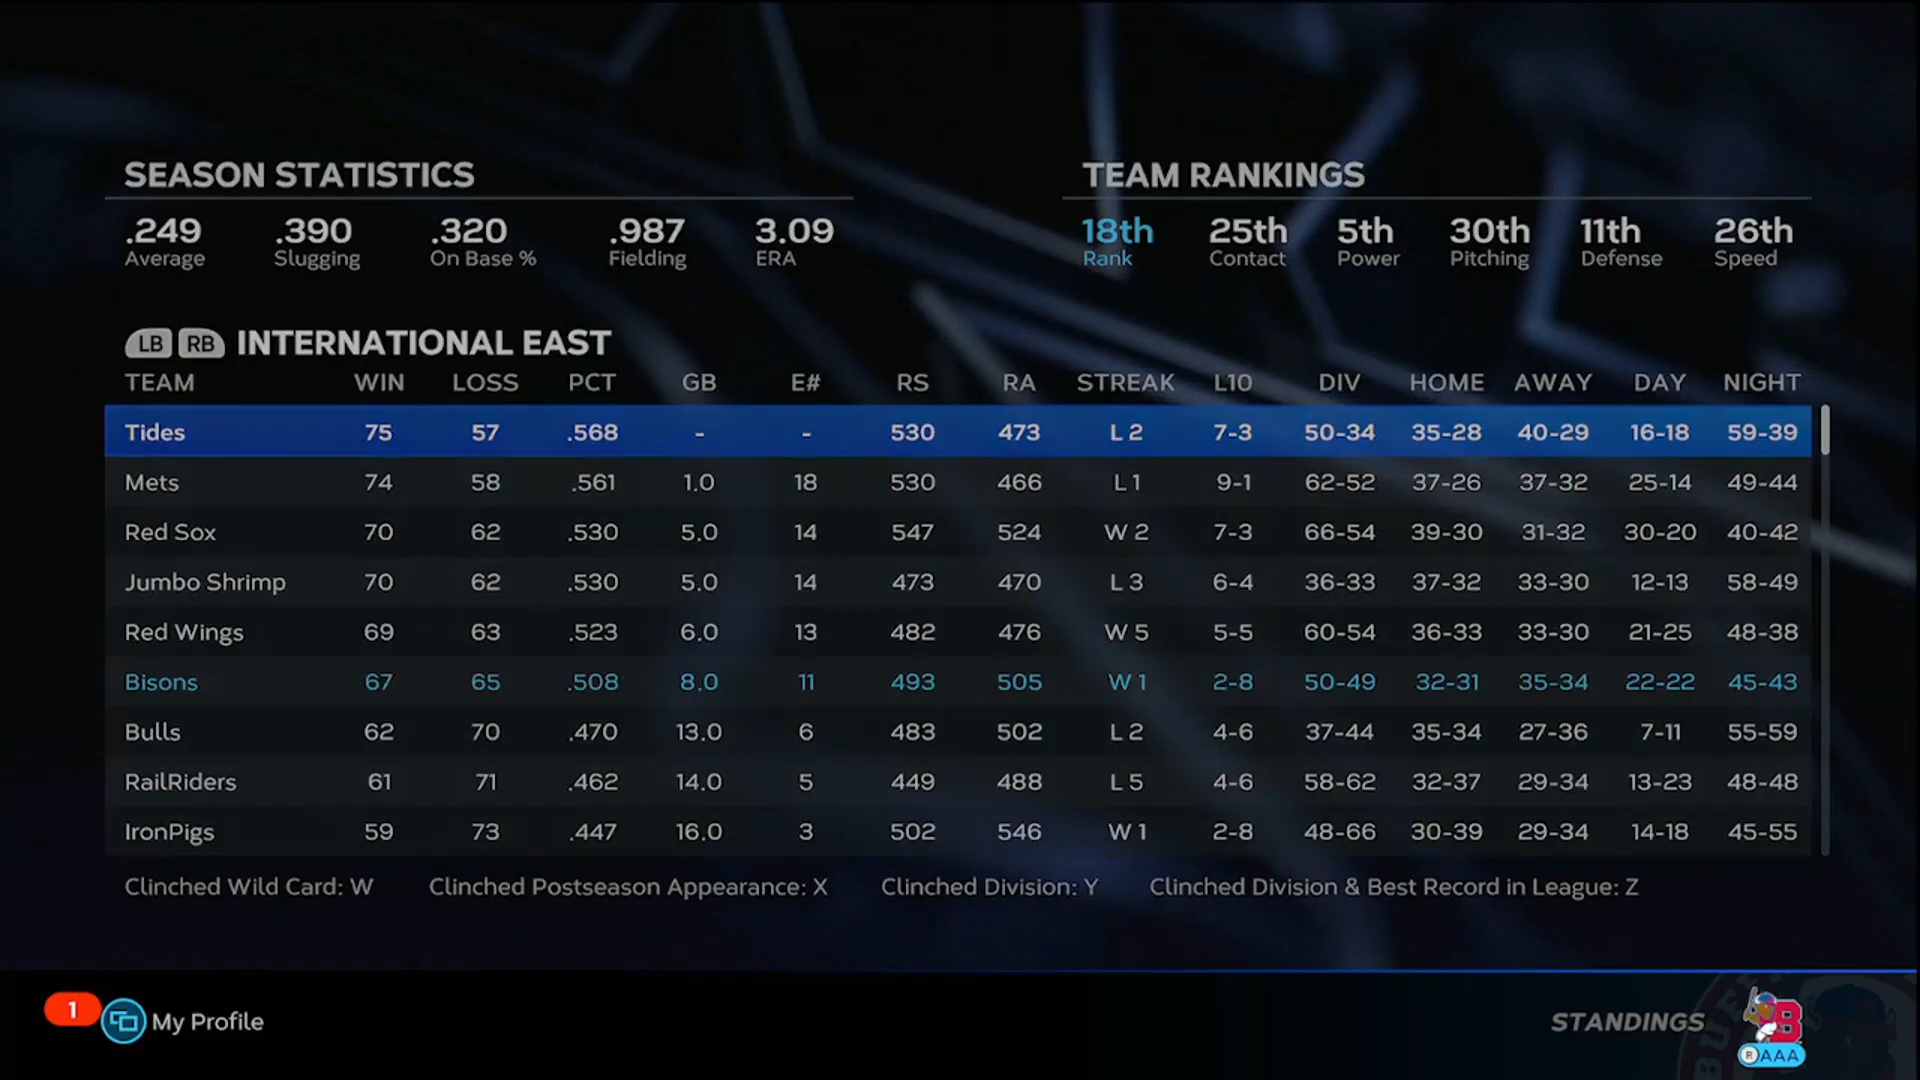 SEASON STATISTICS
.249 .390 .320 .987 3.09
Average Slugging On Base % Fielding ERA
TEAM RANKINGS
18th 25th 5th 30th 11th 26th
Rank Contact Power Pitching Defense Speed
LB RB INTERNATIONAL EAST
TEAM WIN LOSS PCT GB E# RS RA STREAK L10 DIV HOME AWAY DAY NIGHT
Tides 75 57 .568 - - 530 473 L 2 7-3 50-34 35-28 40-29 16-18 59-39
Mets 74 58 .561 1.0 18 530 466 L 1 9-1 62-52 37-26 37-32 25-14 49-44
Red Sox 70 62 .530 5.0 14 547 524 W 2 7-3 66-54 39-30 31-32 30-20 40-42
Jumbo Shrimp 70 62 .530 5.0 14 473 470 L 3 6-4 36-33 37-32 33-30 12-13 58-49
Red Wings 69 63 .523 6.0 13 482 476 W 5 5-5 60-54 36-33 33-30 21-25 48-38
Bisons 67 65 .508 8.0 11 493 505 W 1 2-8 50-49 32-31 35-34 22-22 45-43
Bulls 62 70 .470 13.0 6 483 502 L 2 4-6 37-44 35-34 27-36 7-11 55-59
RailRiders 61 71 .462 14.0 5 449 488 L 5 4-6 58-62 32-37 29-34 13-23 48-48
IronPigs 59 73 .447 16.0 3 502 546 W 1 2-8 48-66 30-39 29-34 14-18 45-55
Clinched Wild Card: W Clinched Postseason Appearance: X Clinched Division: Y Clinched Division & Best Record in League: Z
1 My Profile
STANDINGS
B
R AAA